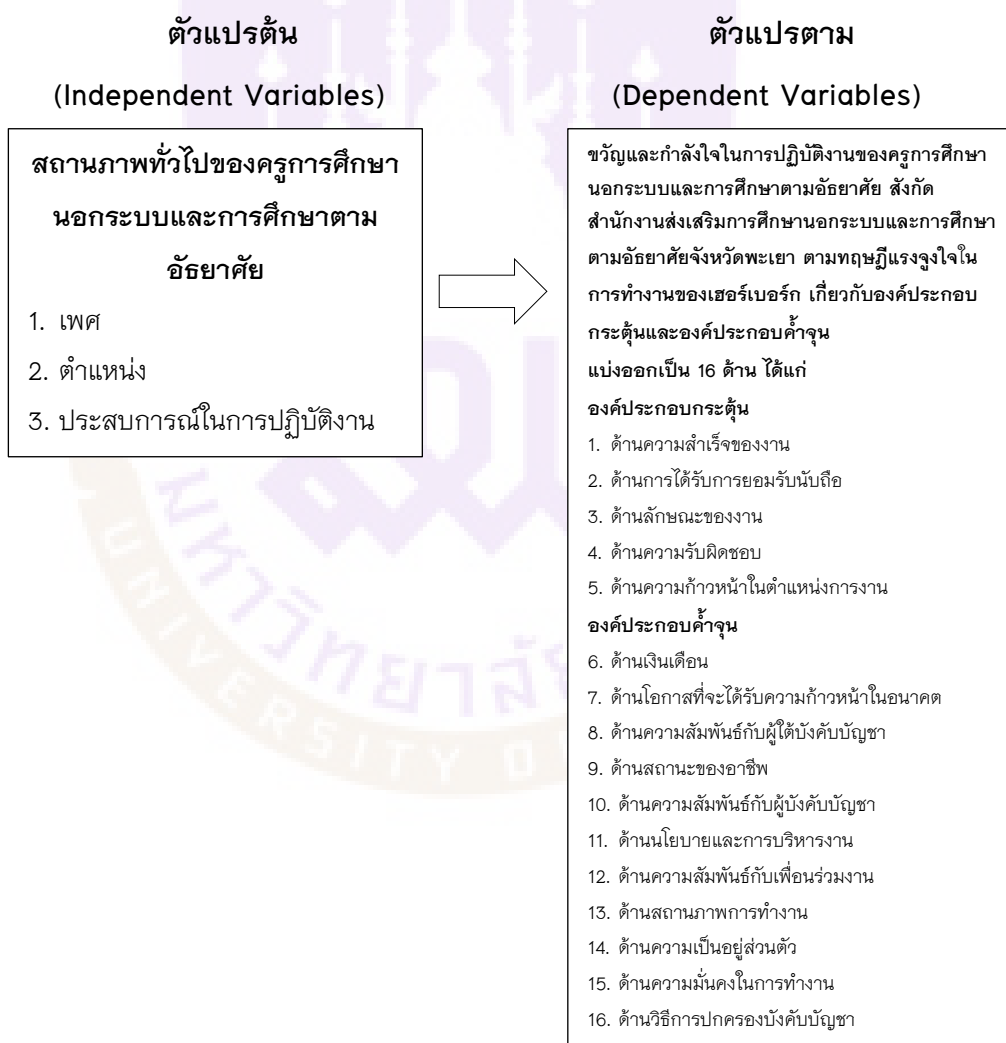 ตัวแปรต้น
(Independent Variables)
สถานภาพทั่วไปของครูการศึกษา
นอกระบบและการศึกษาตาม
อัธยาศัย
1. เพศ
2. ตำแหน่ง
3. ประสบการณ์ในการปฏิบัติงาน
ตัวแปรตาม
(Dependent Variables)
ขวัญและกำลังใจในการปฏิบัติงานของครูการศึกษา
นอกระบบและการศึกษาตามอัธยาศัย สังกัด
สำนักงานส่งเสริมการศึกษานอกระบบและการศึกษา
ตามอัธยาศัยจังหวัดพะเยา ตามทฤษฎีแรงจูงใจใน
การทำงานของเฮอร์เบอร์ก เกี่ยวกับองค์ประกอบ
กระตุ้นและองค์ประกอบค้ำจุน
แบ่งออกเป็น 16 ด้าน ได้แก่
องค์ประกอบกระตุ้น
1. ด้านความสำเร็จของงาน
2. ด้านการได้รับการยอมรับนับถือ
3. ด้านลักษณะของงาน
4. ด้านความรับผิดชอบ
5. ด้านความก้าวหน้าในตำแหน่งการงาน
องค์ประกอบค้ำจุน
6. ด้านเงินเดือน
7. ด้านโอกาสที่จะได้รับความก้าวหน้าในอนาคต
8. ด้านความสัมพันธ์กับผู้ใต้บังคับบัญชา
9. ด้านสถานะของอาชีพ
10. ด้านความสัมพันธ์กับผู้บังคับบัญชา
11. ด้านนโยบายและการบริหารงาน
12. ด้านความสัมพันธ์กับเพื่อนร่วมงาน
13. ด้านสถานภาพการทำงาน
14. ด้านความเป็นอยู่ส่วนตัว
15. ด้านความมั่นคงในการทำงาน
16. ด้านวิธีการปกครองบังคับบัญชา
มหาวิทยาลัย
UNIVERSITY O